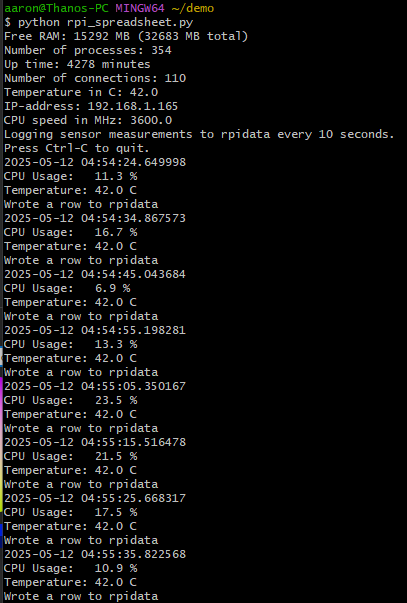 aaron@Thanos-PC MINGW64 ~/demo
$ python rpi_spreadsheet.py
Free RAM: 15292 MB (32683 MB total)
Number of processes: 354
Up time: 4278 minutes
Number of connections: 110
Temperature in C: 42.0
IP-address: 192.168.1.165
CPU speed in MHz: 3600.0
Logging sensor measurements to rpidata every 10 seconds.
Press Ctrl-C to quit.
2025-05-12 04:54:24.649998
CPU Usage:   11.3 %
Temperature: 42.0 C
Wrote a row to rpidata
2025-05-12 04:54:34.867573
CPU Usage:   16.7 %
Temperature: 42.0 C
Wrote a row to rpidata
2025-05-12 04:54:45.043684
CPU Usage:   6.9 %
Temperature: 42.0 C
Wrote a row to rpidata
2025-05-12 04:54:55.198281
CPU Usage:   13.3 %
Temperature: 42.0 C
Wrote a row to rpidata
2025-05-12 04:55:05.350167
CPU Usage:   23.5 %
Temperature: 42.0 C
Wrote a row to rpidata
2025-05-12 04:55:15.516478
CPU Usage:   21.5 %
Temperature: 42.0 C
Wrote a row to rpidata
2025-05-12 04:55:25.668317
CPU Usage:   17.5 %
Temperature: 42.0 C
Wrote a row to rpidata
2025-05-12 04:55:35.822568
CPU Usage:   10.9 %
Temperature: 42.0 C
Wrote a row to rpidata